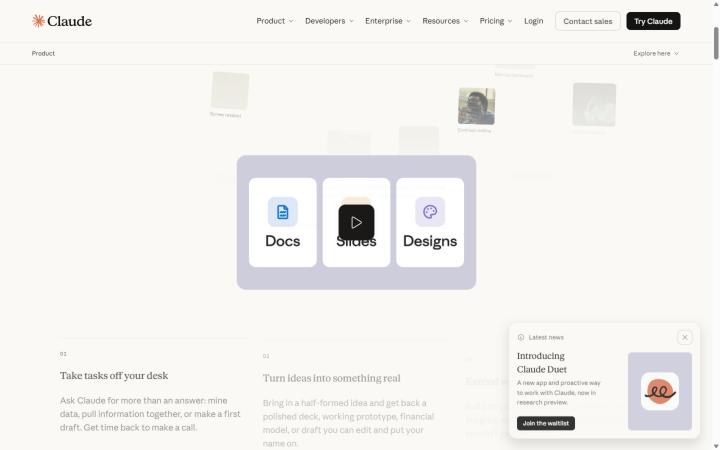 Claude
Product
Developers
Enterprise
Resources
Pricing
Login
Contact sales
Try Claude
Product
Explore here
Docs
Slides
Designs
01
Take tasks off your desk
Ask Claude for more than an answer: mine
data, pull information together, or make a first
draft. Get time back to make a call.
02
Turn ideas into something real
Bring in a half-formed idea and get back a
polished deck, working prototype, financial
model, or draft you can edit and put your
name on.
Latest news
Introducing
Claude Duet
A new app and proactive way
to work with Claude, now in
research preview.
Join the waitlist